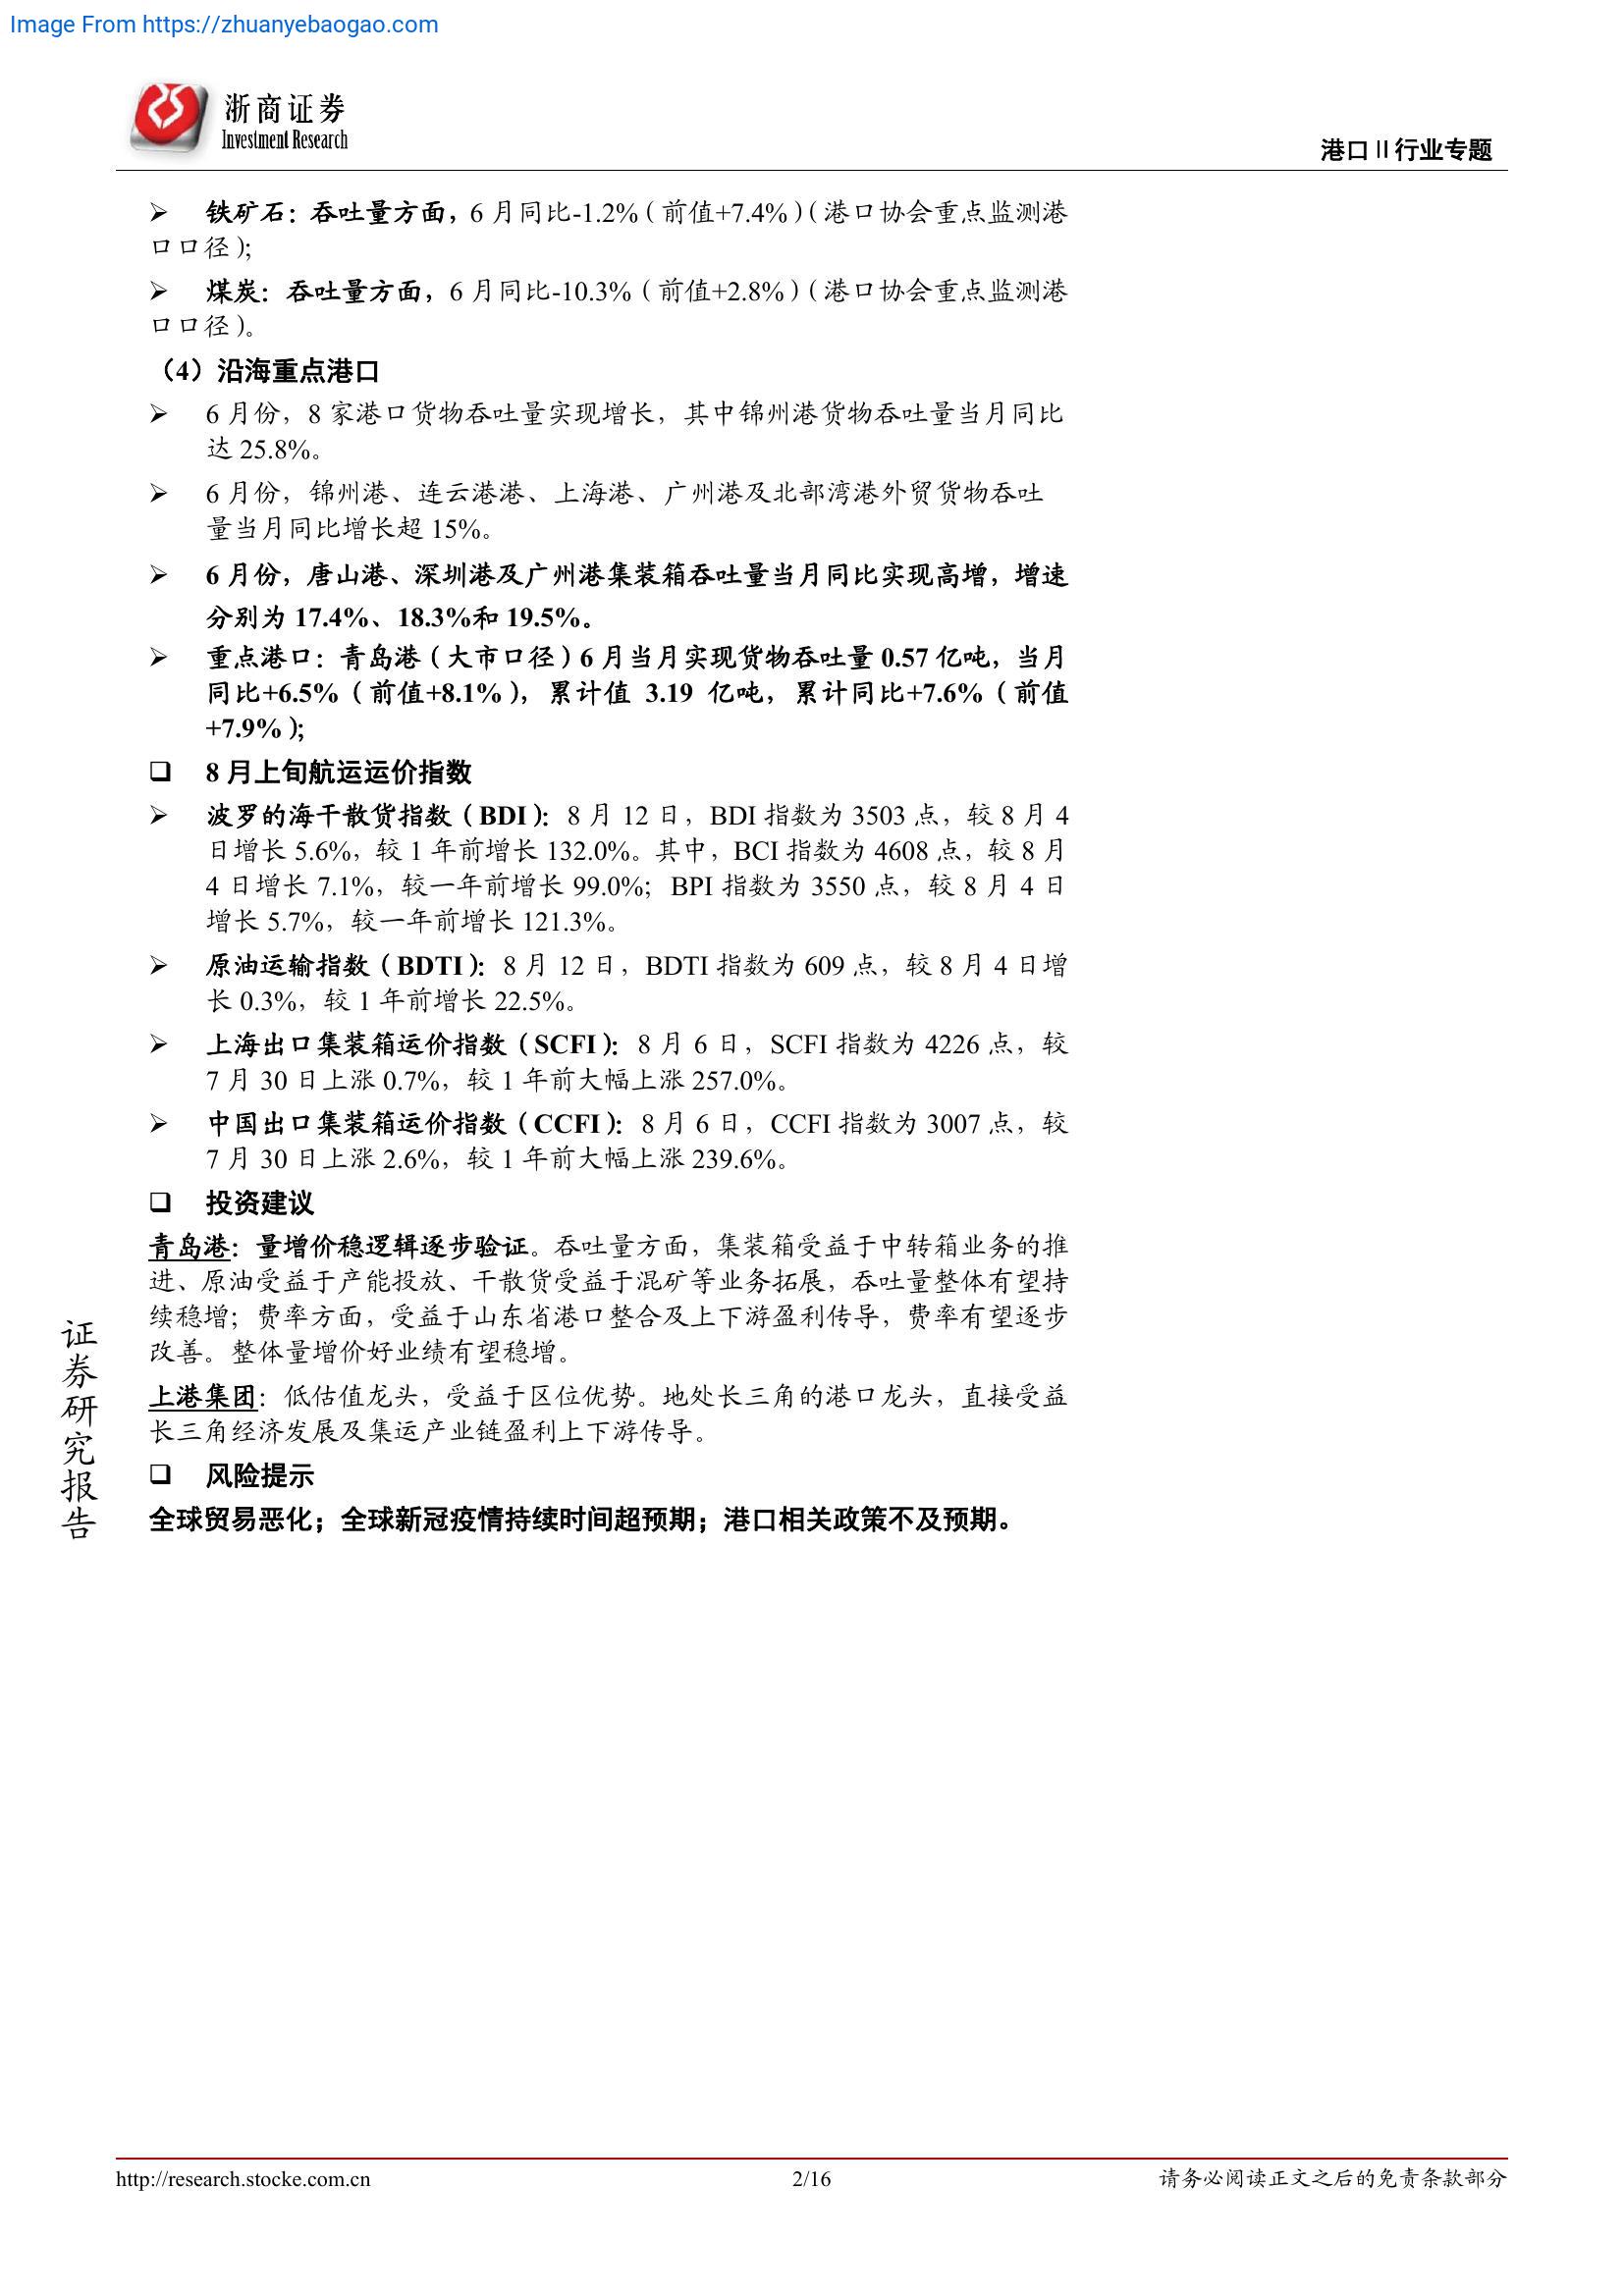 Image From https://zhuanyebaogao.com
浙商证券
Investment Research
港口Ⅱ行业专题
➢ 铁矿石：吞吐量方面，6 月同比-1.2%（前值+7.4%）（港口协会重点监测港
口口径）；
➢ 煤炭：吞吐量方面，6 月同比-10.3%（前值+2.8%）（港口协会重点监测港
口口径）。
（4）沿海重点港口
➢ 6 月份，8 家港口货物吞吐量实现增长，其中锦州港货物吞吐量当月同比
达 25.8%。
➢ 6 月份，锦州港、连云港港、上海港、广州港及北部湾港外贸货物吞吐
量当月同比增长超 15%。
➢ 6 月份，唐山港、深圳港及广州港集装箱吞吐量当月同比实现高增，增速
分别为 17.4%、18.3%和 19.5%。
➢ 重点港口：青岛港（大市口径）6 月当月实现货物吞吐量 0.57 亿吨，当月
同比+6.5%（前值+8.1%），累计值 3.19 亿吨，累计同比+7.6%（前值
+7.9%）；
❑ 8 月上旬航运运价指数
➢ 波罗的海干散货指数（BDI）：8 月 12 日，BDI 指数为 3503 点，较 8 月 4
日增长 5.6%，较 1 年前增长 132.0%。其中，BCI 指数为 4608 点，较 8 月
4 日增长 7.1%，较一年前增长 99.0%；BPI 指数为 3550 点，较 8 月 4 日
增长 5.7%，较一年前增长 121.3%。
➢ 原油运输指数（BDTI）：8 月 12 日，BDTI 指数为 609 点，较 8 月 4 日增
长 0.3%，较 1 年前增长 22.5%。
➢ 上海出口集装箱运价指数（SCFI）：8 月 6 日，SCFI 指数为 4226 点，较
7 月 30 日上涨 0.7%，较 1 年前大幅上涨 257.0%。
➢ 中国出口集装箱运价指数（CCFI）：8 月 6 日，CCFI 指数为 3007 点，较
7 月 30 日上涨 2.6%，较 1 年前大幅上涨 239.6%。
❑ 投资建议
青岛港：量增价稳逻辑逐步验证。吞吐量方面，集装箱受益于中转箱业务的推
进、原油受益于产能投放、干散货受益于混矿等业务拓展，吞吐量整体有望持
续稳增；费率方面，受益于山东省港口整合及上下游盈利传导，费率有望逐步
改善。整体量增价好业绩有望稳增。
上港集团：低估值龙头，受益于区位优势。地处长三角的港口龙头，直接受益
长三角经济发展及集运产业链盈利上下游传导。
❑ 风险提示
全球贸易恶化；全球新冠疫情持续时间超预期；港口相关政策不及预期。
证券研究报告
http://research.stocke.com.cn
2/16
请务必阅读正文之后的免责条款部分